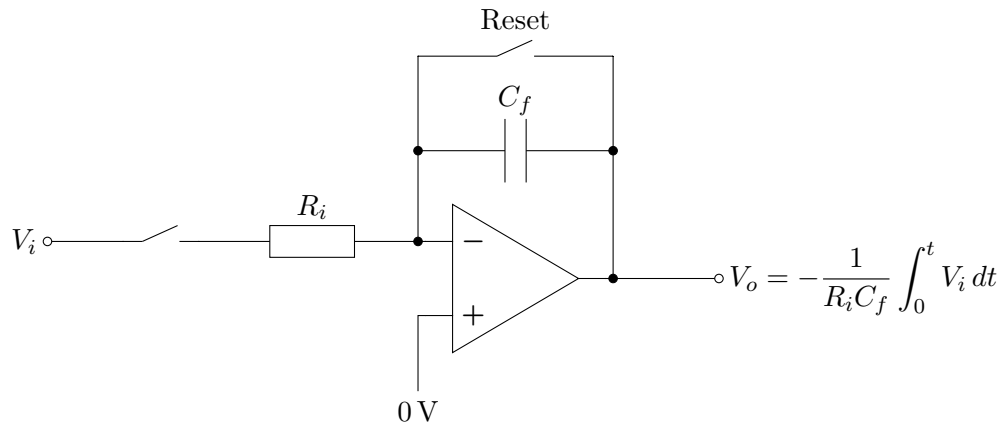 Reset
C_f
R_i
V_i
−
+
V_o = −\frac{1}{R_i C_f} \int_0^t V_i \, dt
0 V